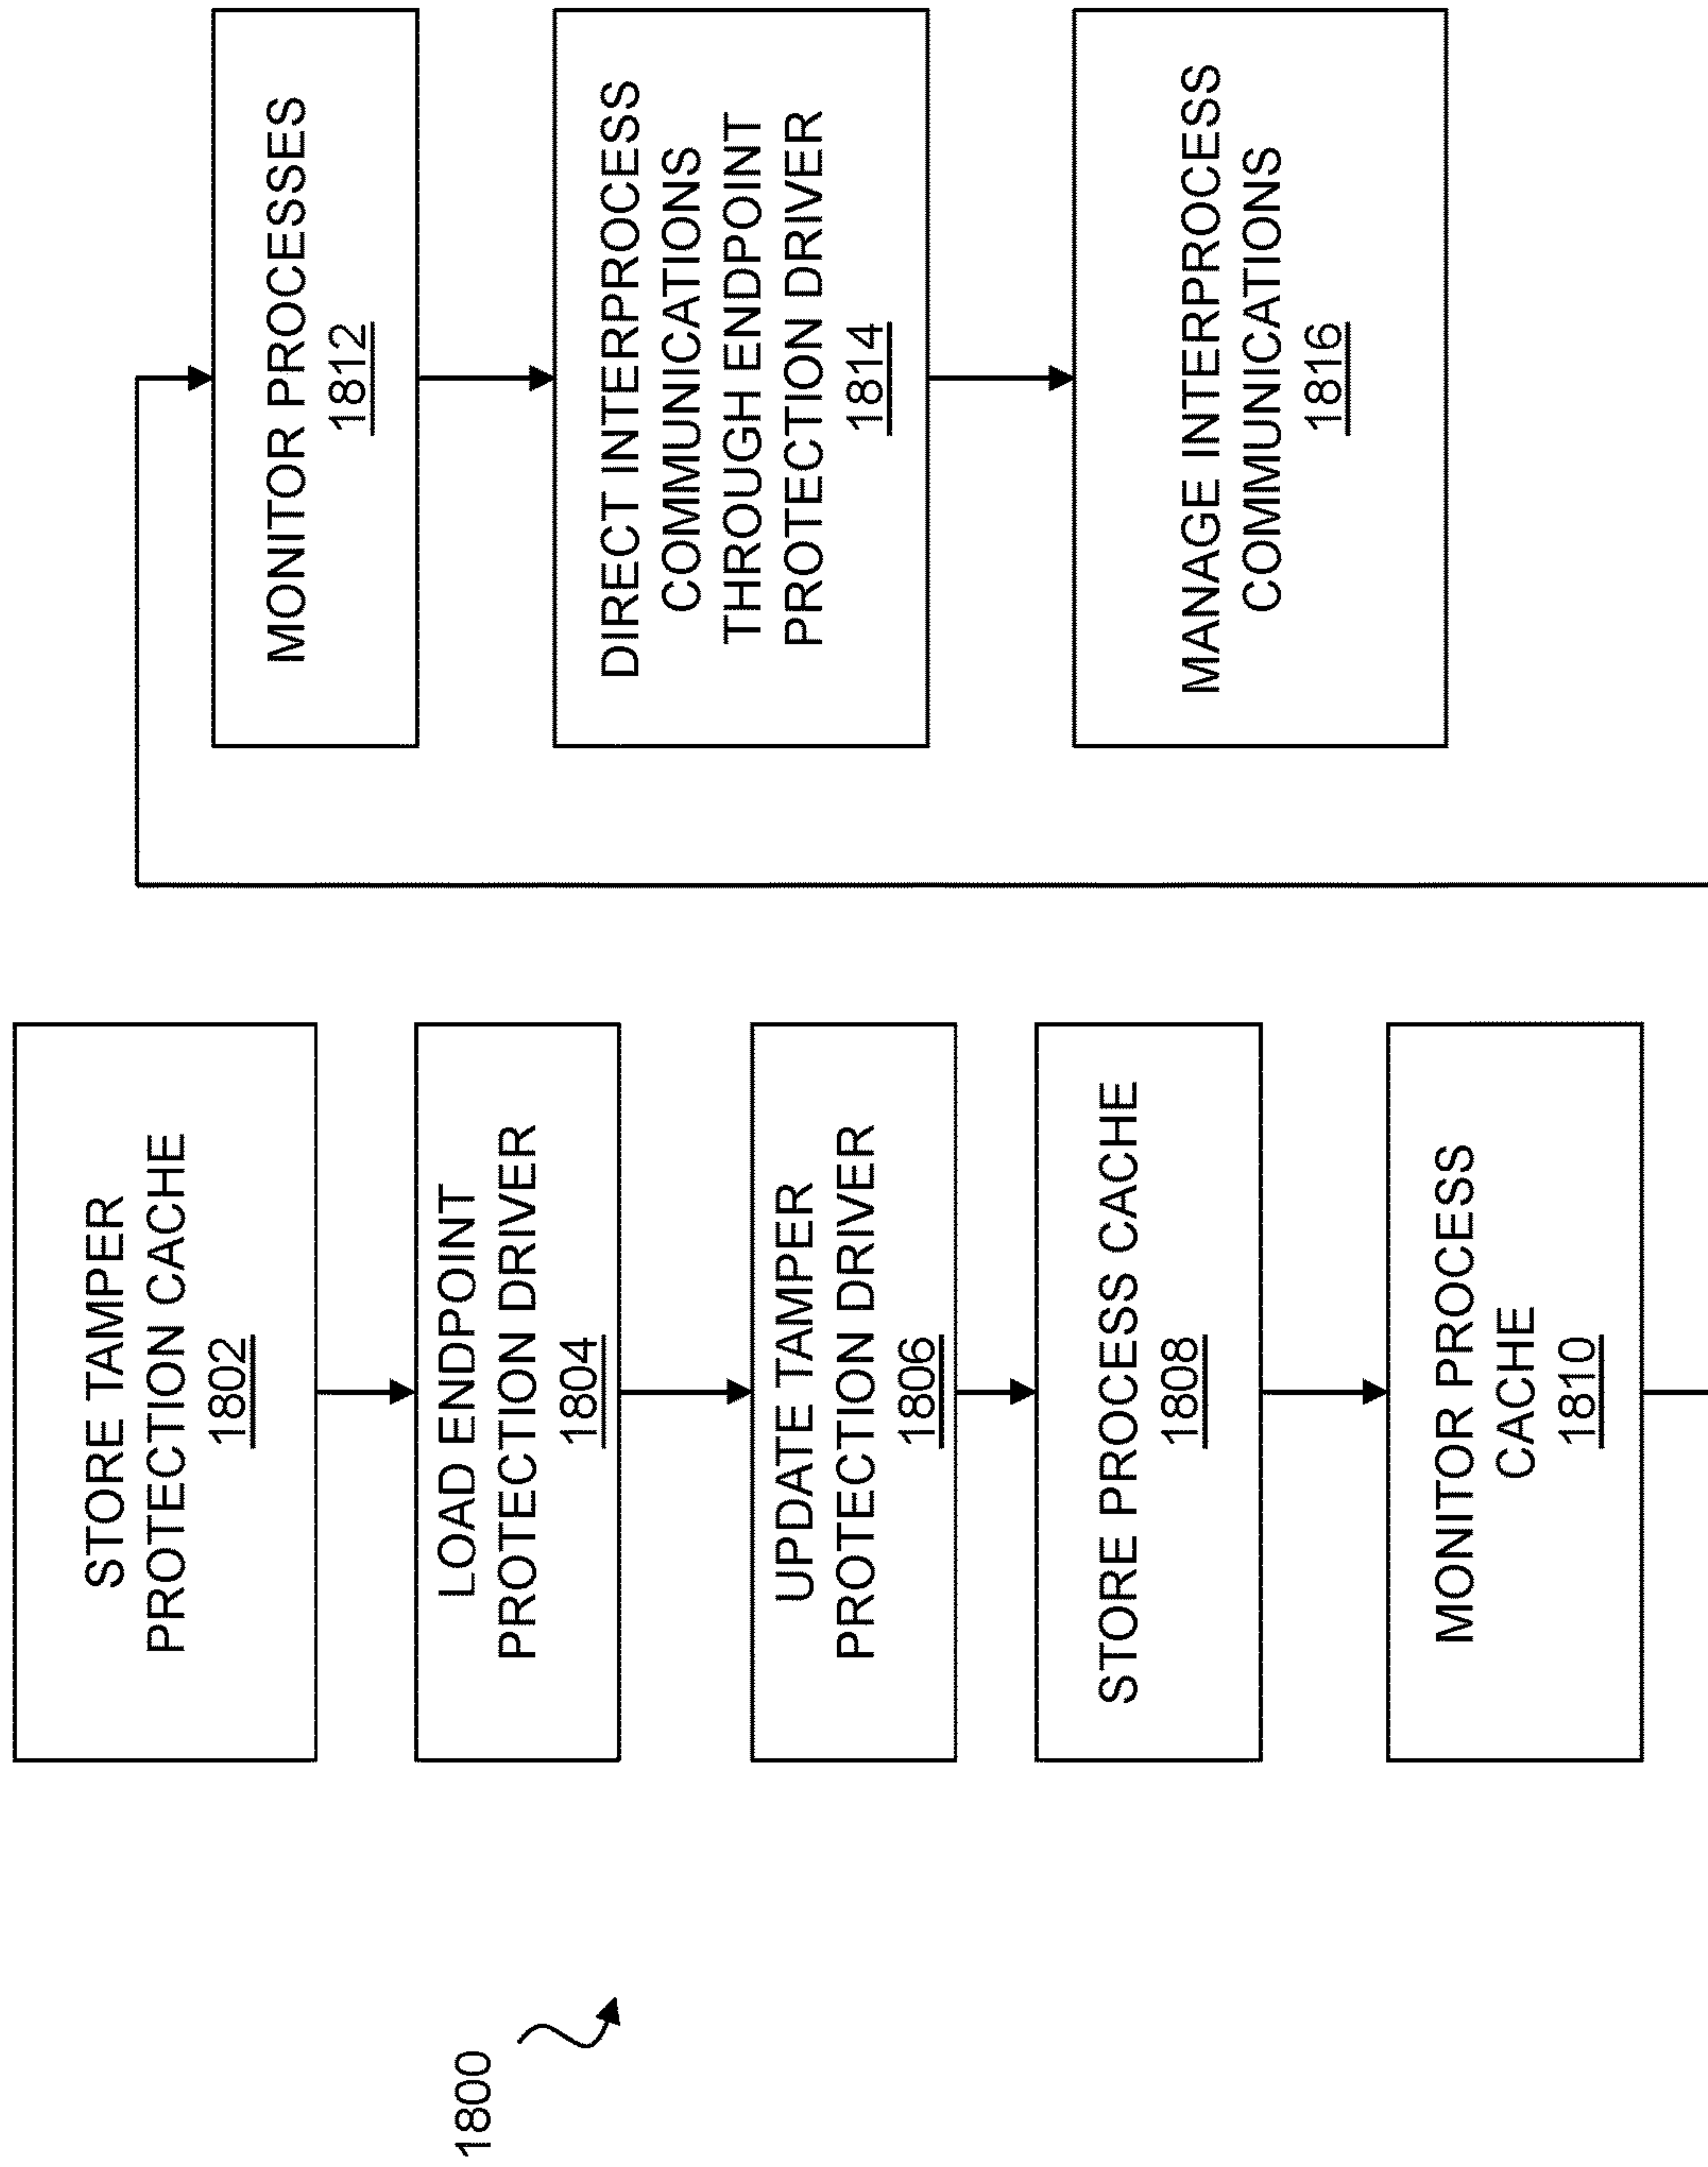 1800
STORE TAMPER
PROTECTION CACHE
1802
LOAD ENDPOINT
PROTECTION DRIVER
1804
UPDATE TAMPER
PROTECTION DRIVER
1806
STORE PROCESS CACHE
1808
MONITOR PROCESS
CACHE
1810
MONITOR PROCESSES
1812
DIRECT INTERPROCESS
COMMUNICATIONS
THROUGH ENDPOINT
PROTECTION DRIVER
1814
MANAGE INTERPROCESS
COMMUNICATIONS
1816